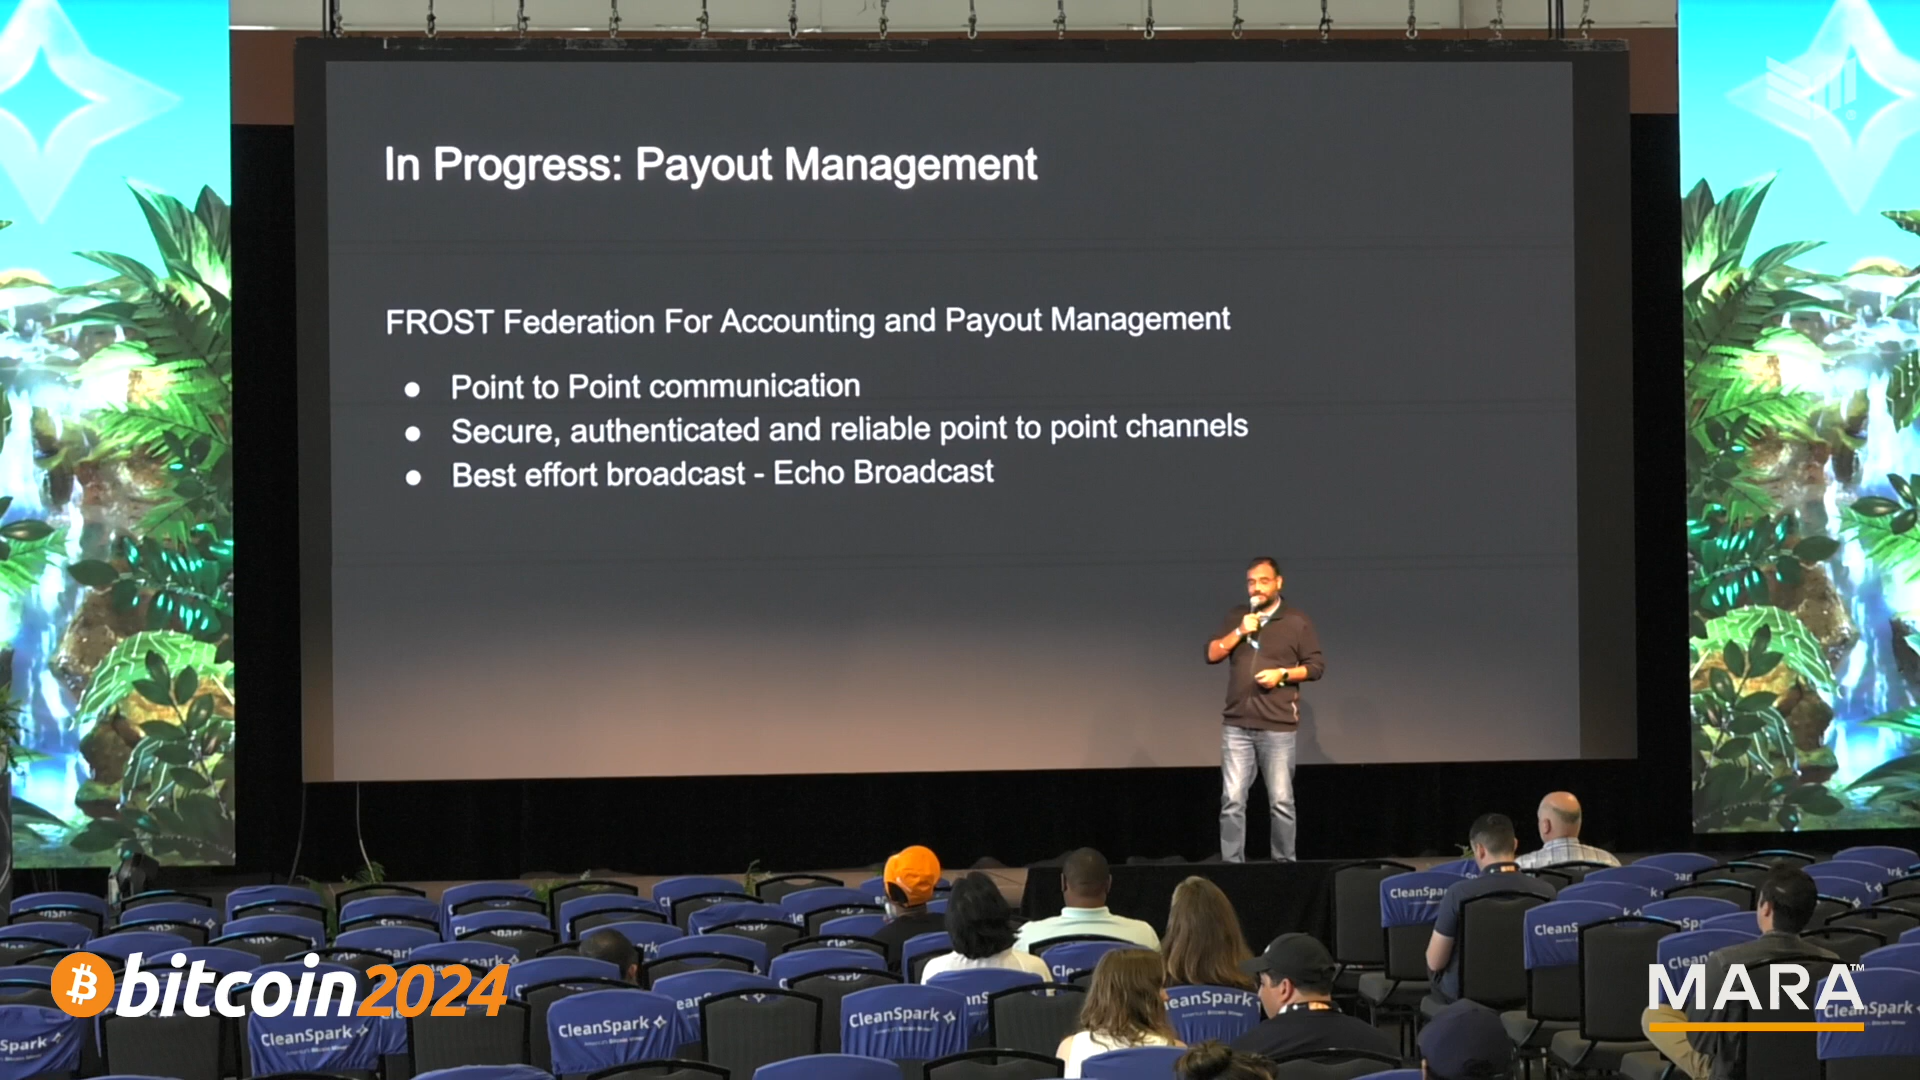 In Progress: Payout Management
FROST Federation For Accounting and Payout Management
● Point to Point communication
● Secure, authenticated and reliable point to point channels
● Best effort broadcast - Echo Broadcast
CleanSpark
CleanSpark
CleanSpark
CleanSpark
bitcoin2024
MARA™